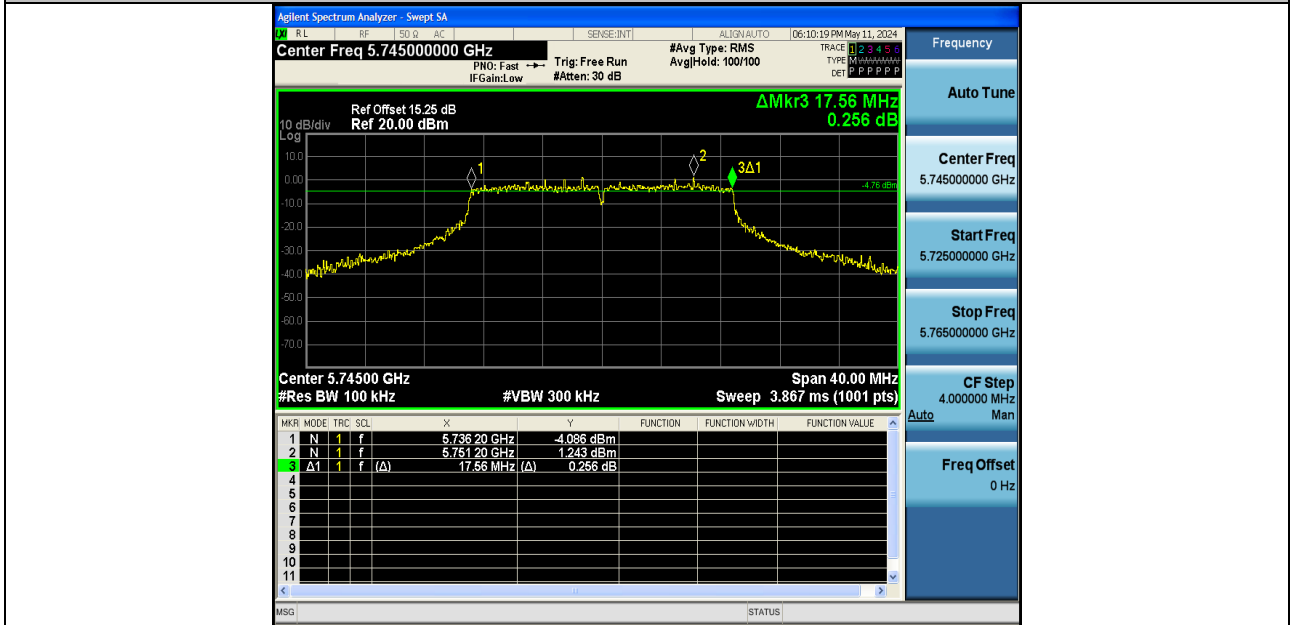 Agilent Spectrum Analyzer - Swept SA
RL RF 50 Ω AC SENSE:INT ALIGN AUTO 06:10:19 PM May 11, 2024
Center Freq 5.745000000 GHz
PNO: Fast
IFGain:Low
Trig: Free Run
#Atten: 30 dB
#Avg Type: RMS
Avg|Hold: 100/100
TRACE 1 2 3 4 5 6
TYPE M
DET P P P P P P
Frequency
Auto Tune
Center Freq
5.745000000 GHz
Start Freq
5.725000000 GHz
Stop Freq
5.765000000 GHz
CF Step
4.000000 MHz
Auto Man
Freq Offset
0 Hz
ΔMkr3 17.56 MHz
0.256 dB
Ref Offset 15.25 dB
10 dB/div Ref 20.00 dBm
Log
10.0
0.00
-10.0
-20.0
-30.0
-40.0
-50.0
-60.0
-70.0
1
2
3Δ1
-4.76 dBm
Center 5.74500 GHz Span 40.00 MHz
#Res BW 100 kHz #VBW 300 kHz Sweep 3.867 ms (1001 pts)
MKR MODE TRC SCL X Y FUNCTION FUNCTION WIDTH FUNCTION VALUE
1 N 1 f 5.736 20 GHz -4.086 dBm
2 N 1 f 5.751 20 GHz 1.243 dBm
3 Δ1 1 f (Δ) 17.56 MHz (Δ) 0.256 dB
4
5
6
7
8
9
10
11
MSG STATUS